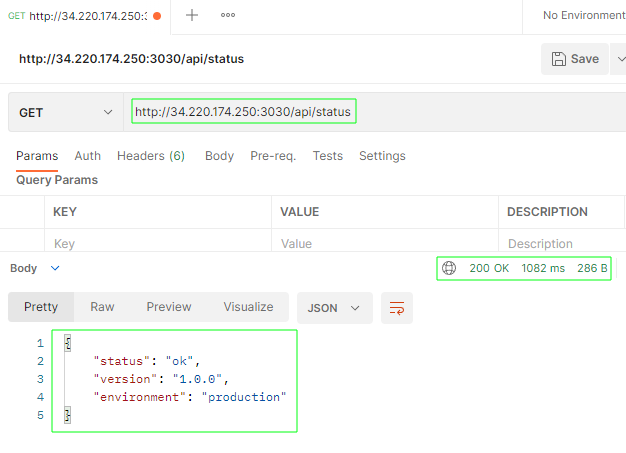 GET http://34.220.174.250: No Environment
http://34.220.174.250:3030/api/status Save
GET http://34.220.174.250:3030/api/status
Params Auth Headers (6) Body Pre-req. Tests Settings
Query Params
KEY VALUE DESCRIPTION
Key Value Description
Body 200 OK 1082 ms 286 B
Pretty Raw Preview Visualize JSON
1 {
2 "status": "ok",
3 "version": "1.0.0",
4 "environment": "production"
5 }